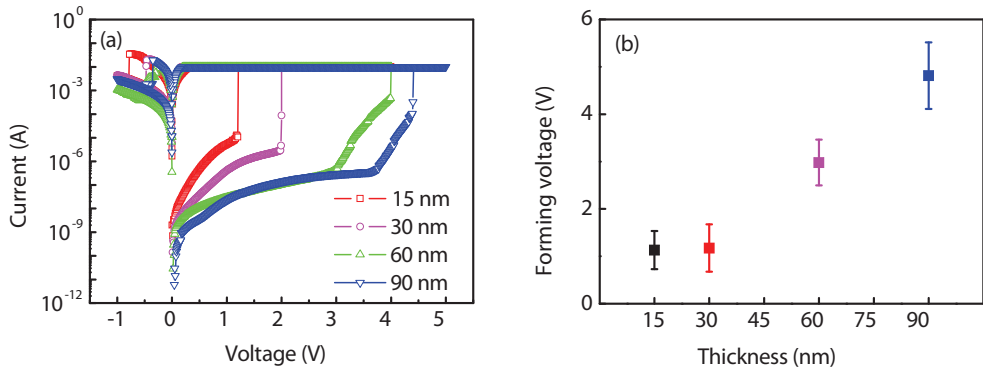 (a)
10⁰
10⁻³
10⁻⁶
10⁻⁹
10⁻¹²
Current (A)
15 nm
30 nm
60 nm
90 nm
-1 0 1 2 3 4 5
Voltage (V)
(b)
6
4
2
0
Forming voltage (V)
15 30 45 60 75 90
Thickness (nm)